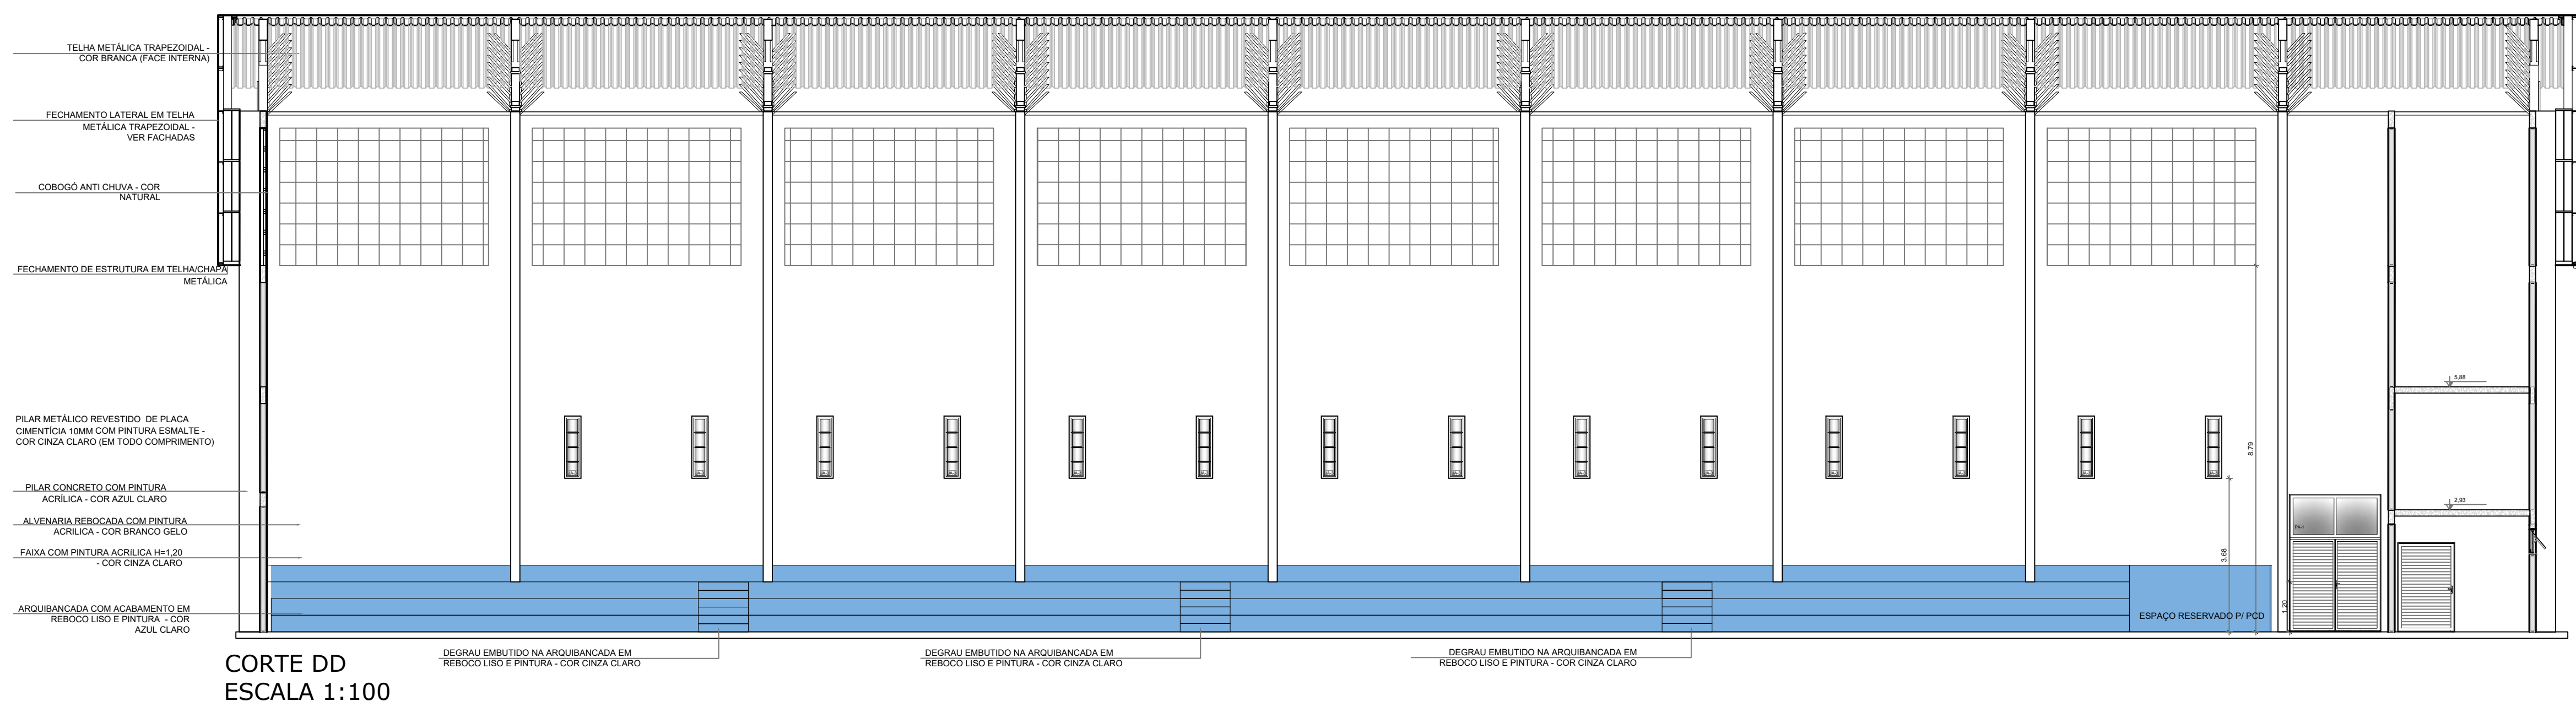 TELHA METÁLICA TRAPEZOIDAL -
COR BRANCA (FACE INTERNA)
FECHAMENTO LATERAL EM TELHA
METÁLICA TRAPEZOIDAL -
VER FACHADAS
COBOGÓ ANTI CHUVA - COR
NATURAL
FECHAMENTO DE ESTRUTURA EM TELHA/CHAPA
METÁLICA
PILAR METÁLICO REVESTIDO DE PLACA
CIMENTÍCIA 10MM COM PINTURA ESMALTE -
COR CINZA CLARO (EM TODO COMPRIMENTO)
PILAR CONCRETO COM PINTURA
ACRÍLICA - COR AZUL CLARO
ALVENARIA REBOCADA COM PINTURA
ACRILICA - COR BRANCO GELO
FAIXA COM PINTURA ACRÍLICA H=1,20
- COR CINZA CLARO
ARQUIBANCADA COM ACABAMENTO EM
REBOCO LISO E PINTURA - COR
AZUL CLARO
5,88
8.79
2,93
PA-1
3.68
1.20
ESPAÇO RESERVADO P/ PCD
DEGRAU EMBUTIDO NA ARQUIBANCADA EM
REBOCO LISO E PINTURA - COR CINZA CLARO
DEGRAU EMBUTIDO NA ARQUIBANCADA EM
REBOCO LISO E PINTURA - COR CINZA CLARO
DEGRAU EMBUTIDO NA ARQUIBANCADA EM
REBOCO LISO E PINTURA - COR CINZA CLARO
CORTE DD
ESCALA 1:100